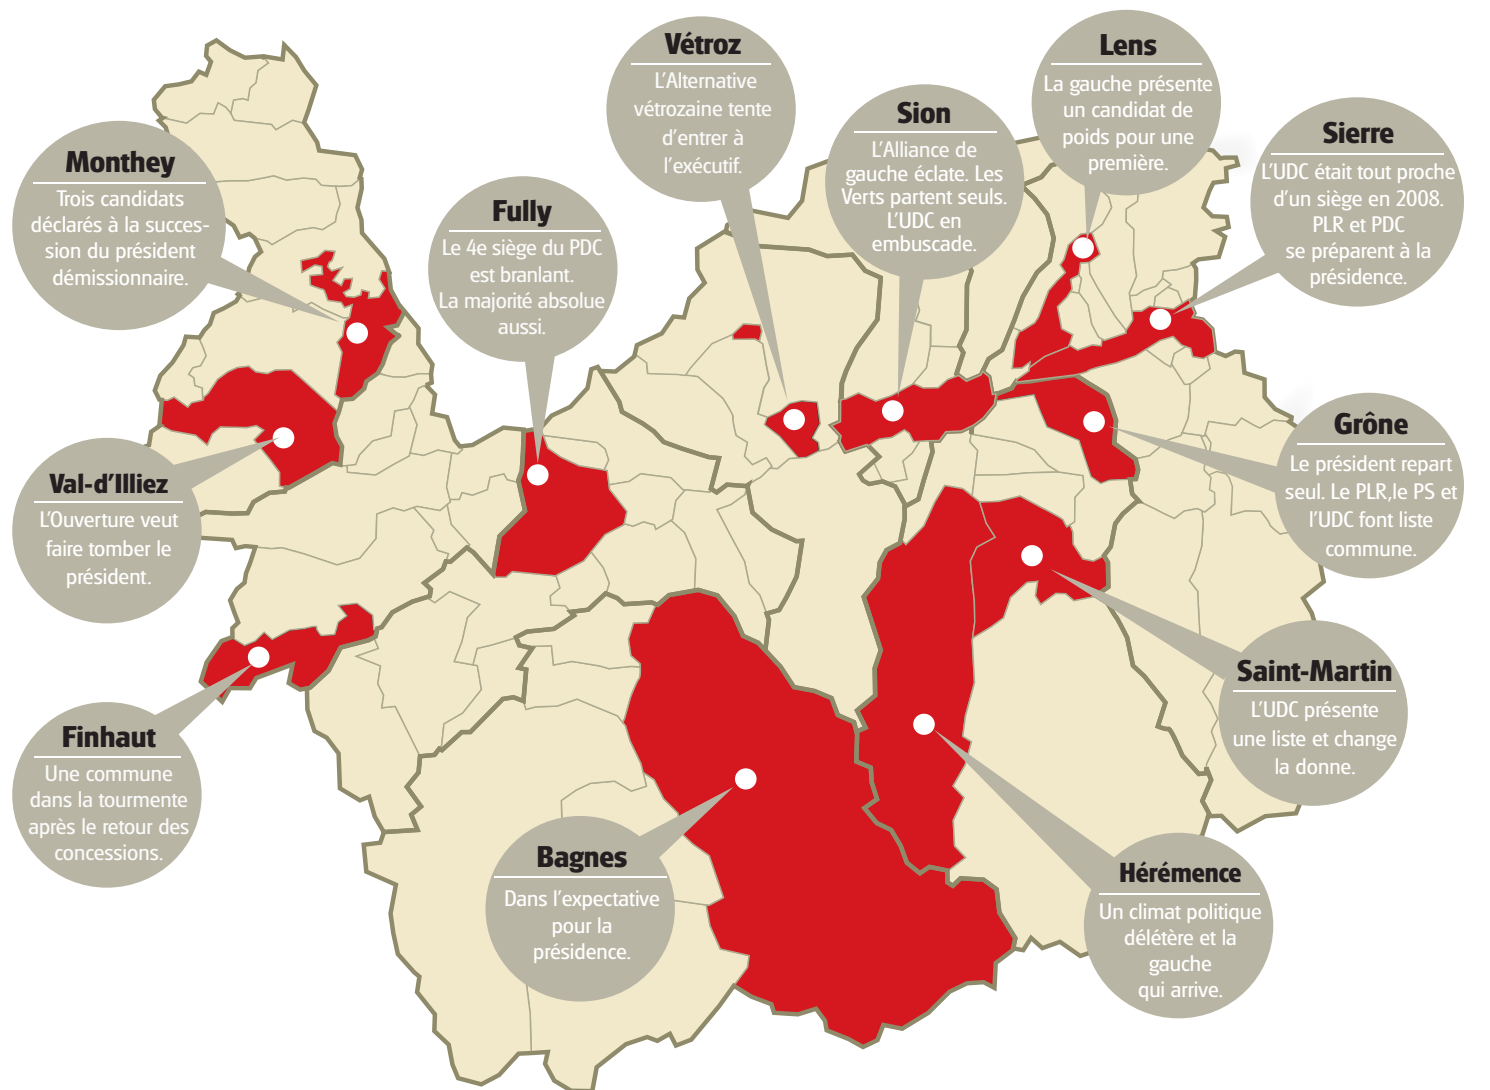 Vétroz
L'Alternative
vétrozaine tente
d'entrer à
l'exécutif.
Lens
La gauche présente
un candidat de
poids pour une
première.
Sion
L'Alliance de
gauche éclate. Les
Verts partent seuls.
L'UDC en
embuscade.
Sierre
L'UDC était tout proche
d'un siège en 2008.
PLR et PDC
se préparent à la
présidence.
Monthey
Trois candidats
déclarés à la succes-
sion du président
démissionnaire.
Fully
Le 4e siège du PDC
est branlant.
La majorité absolue
aussi.
Grône
Le président repart
seul. Le PLR,le PS et
l'UDC font liste
commune.
Val-d'Illiez
L'Ouverture veut
faire tomber le
président.
Saint-Martin
L'UDC présente
une liste et change
la donne.
Finhaut
Une commune
dans la tourmente
après le retour des
concessions.
Bagnes
Dans l'expectative
pour la
présidence.
Hérémence
Un climat politique
délétère et la
gauche
qui arrive.